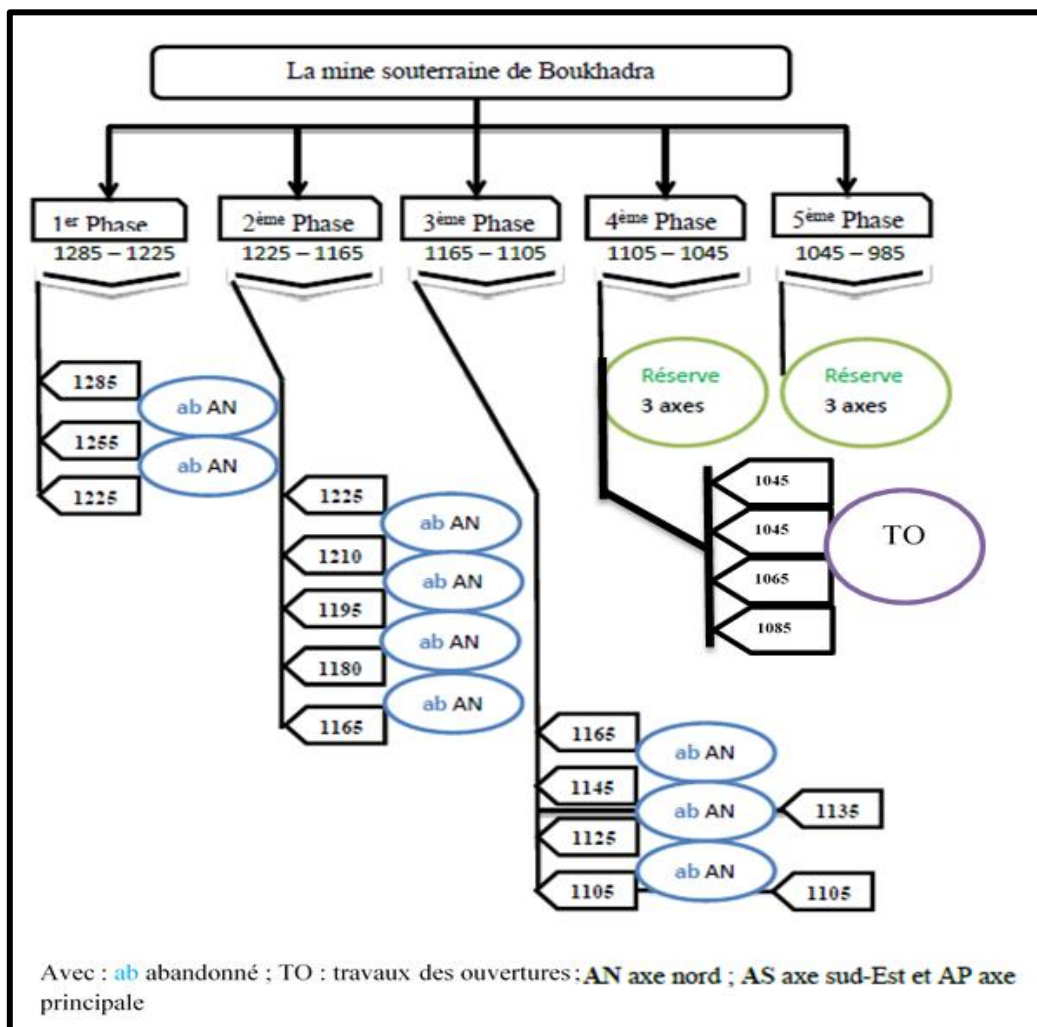 La mine souterraine de Boukhadra
1er Phase
1285 – 1225
2ème Phase
1225 – 1165
3ème Phase
1165 – 1105
4ème Phase
1105 – 1045
5ème Phase
1045 – 985
1285
ab AN
1255
ab AN
1225
1225
ab AN
1210
ab AN
1195
ab AN
1180
ab AN
1165
1165
ab AN
1145
ab AN
1135
1125
ab AN
1105
1105
Réserve
3 axes
1045
1045
1065
1085
TO
Réserve
3 axes
Avec : ab abandonné ; TO : travaux des ouvertures ; AN axe nord ; AS axe sud-Est et AP axe
principale